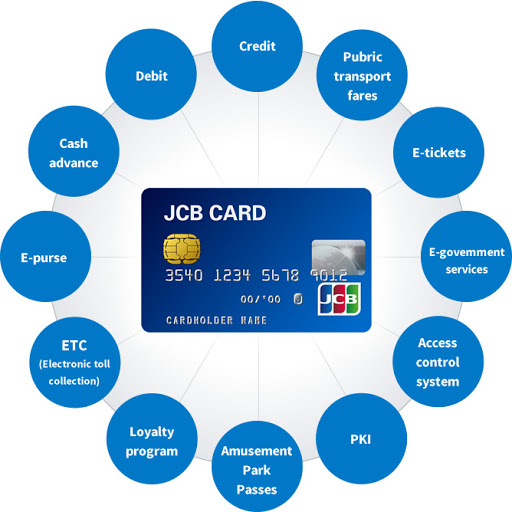 Credit
Pubric
transport
fares
E-tickets
E-government
services
Access
control
system
PKI
Amusement
Park
Passes
Loyalty
program
ETC
(Electronic toll
collection)
E-purse
Cash
advance
Debit
JCB CARD
3540 1234 5678 9012
00/'00 0
CARDHOLDER NAME
JCB